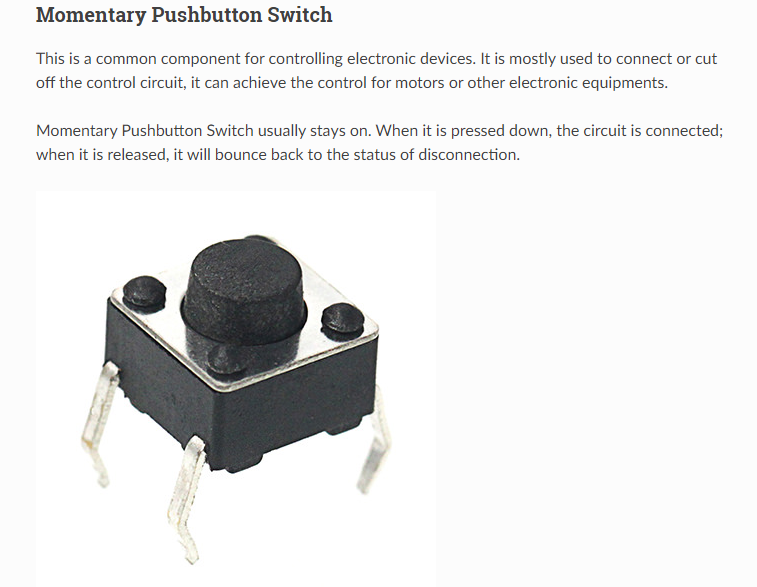 Momentary Pushbutton Switch
This is a common component for controlling electronic devices. It is mostly used to connect or cut
off the control circuit, it can achieve the control for motors or other electronic equipments.
Momentary Pushbutton Switch usually stays on. When it is pressed down, the circuit is connected;
when it is released, it will bounce back to the status of disconnection.